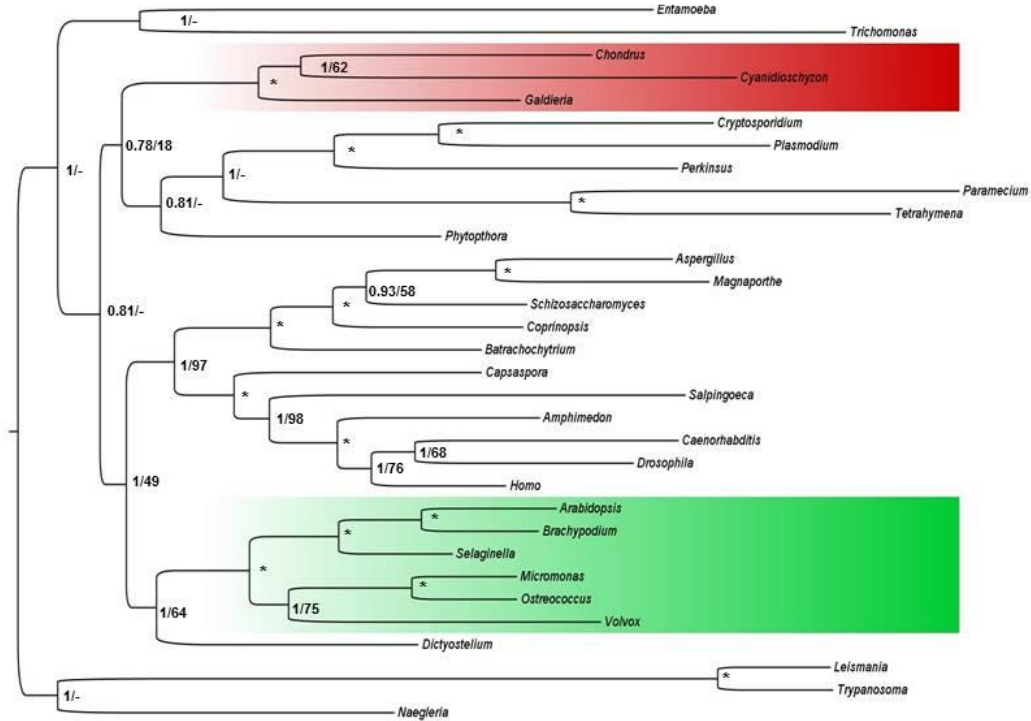 Entamoeba
1/-
Trichomonas
Chondrus
1/62
Cyanidioschyzon
*
Galdieria
Cryptosporidium
*
Plasmodium
0.78/18
*
Perkinsus
1/-
1/-
Paramecium
*
Tetrahymena
0.81/-
Phytopthora
Aspergillus
*
Magnaporthe
0.93/58
Schizosaccharomyces
*
0.81/-
Coprinopsis
*
Batrachochytrium
1/97
Capsaspora
*
Salpingoeca
1/98
Amphimedon
*
Caenorhabditis
1/68
Drosophila
1/76
1/49
Homo
Arabidopsis
*
Brachypodium
*
Selaginella
*
Micromonas
*
Ostreococcus
1/75
1/64
Volvox
Dictyostelium
Leismania
*
Trypanosoma
1/-
Naegleria